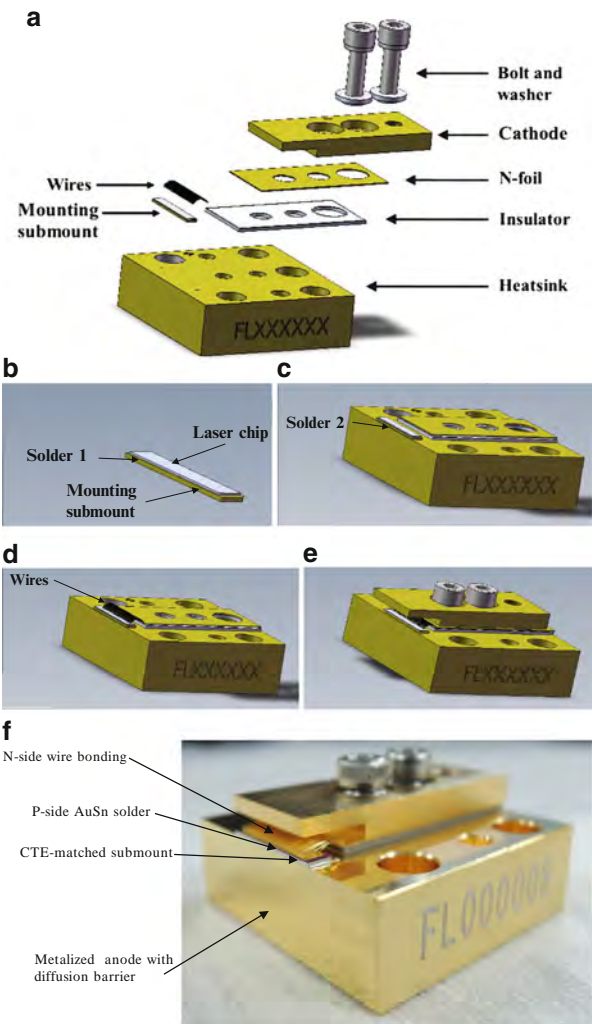 a
Bolt and
washer
Cathode
N-foil
Insulator
Heatsink
Wires
Mounting
submount
FLXXXXXX
b
Laser chip
Solder 1
Mounting
submount
c
Solder 2
FLXXXXXX
d
Wires
FLXXXXXX
e
FLXXXXXX
f
N-side wire bonding
P-side AuSn solder
CTE-matched submount
Metalized anode with
diffusion barrier
FL000009